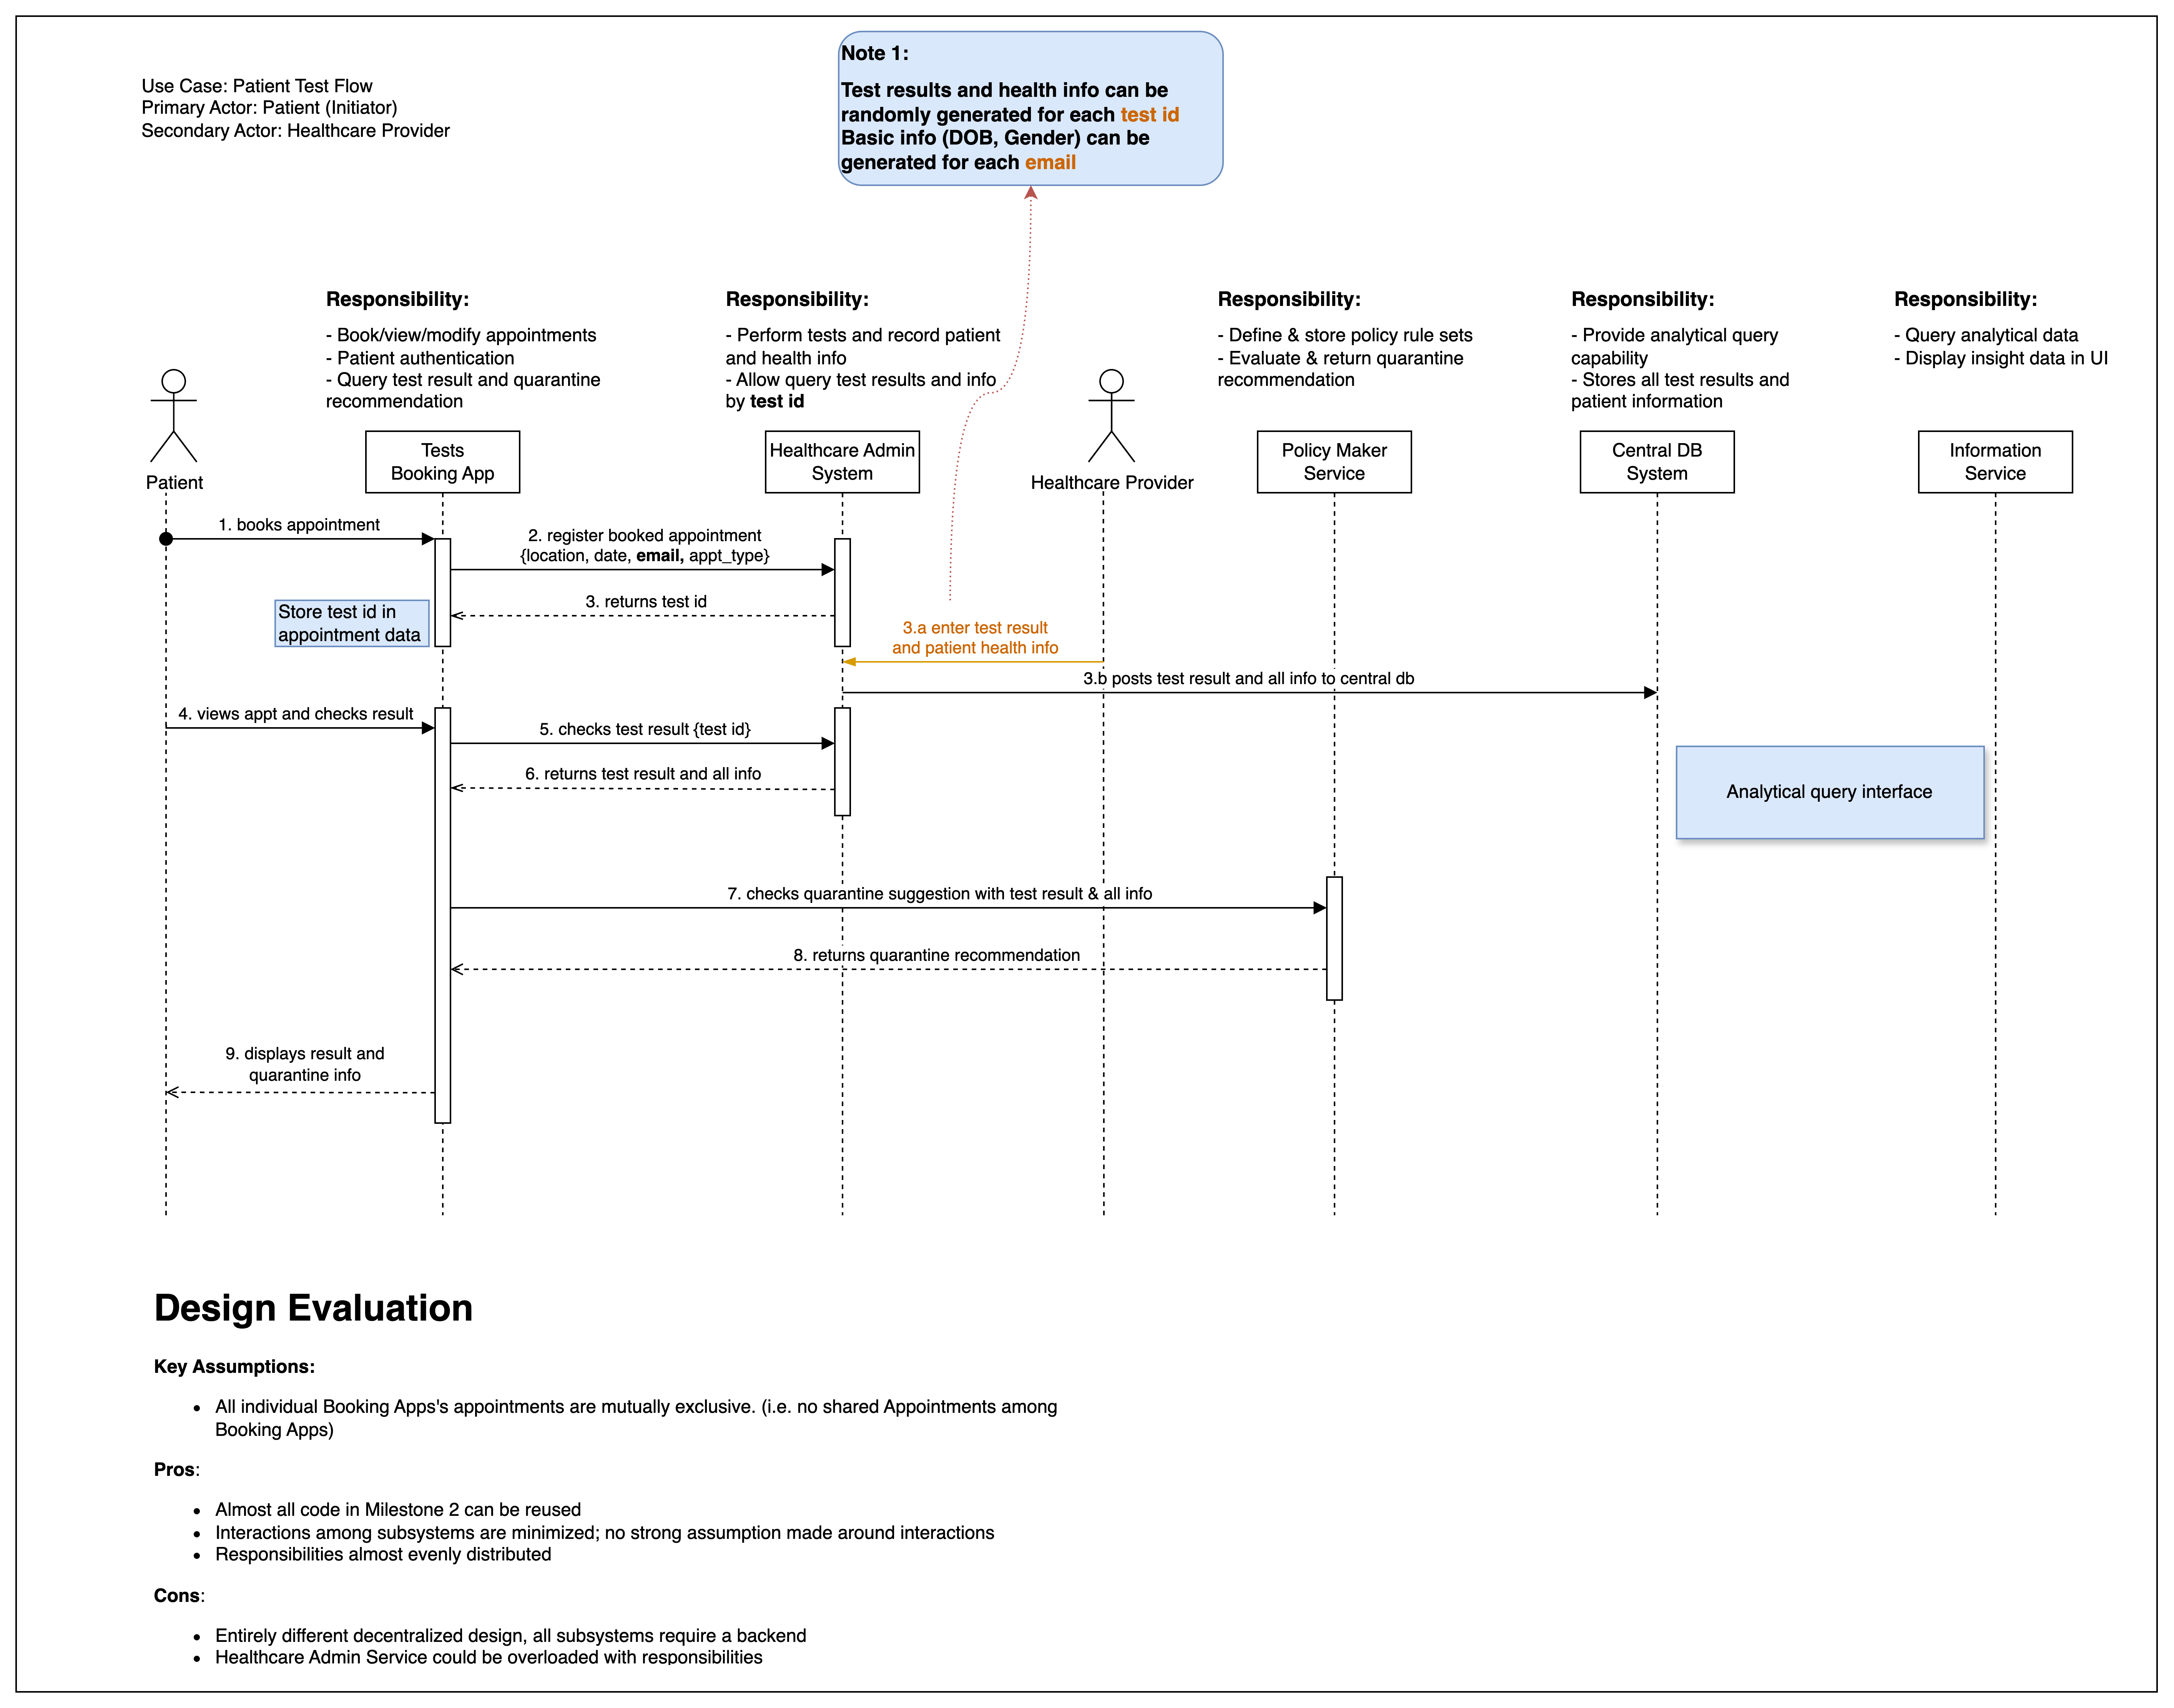 Note 1:
Test results and health info can be
randomly generated for each test id
Basic info (DOB, Gender) can be
generated for each email
Use Case: Patient Test Flow
Primary Actor: Patient (Initiator)
Secondary Actor: Healthcare Provider
Responsibility:
- Book/view/modify appointments
- Patient authentication
- Query test result and quarantine
recommendation
Responsibility:
- Perform tests and record patient
and health info
- Allow query test results and info
by test id
Responsibility:
- Define & store policy rule sets
- Evaluate & return quarantine
recommendation
Responsibility:
- Provide analytical query
capability
- Stores all test results and
patient information
Responsibility:
- Query analytical data
- Display insight data in UI
Patient
Tests
Booking App
Healthcare Admin
System
Healthcare Provider
Policy Maker
Service
Central DB
System
Information
Service
1. books appointment
2. register booked appointment
{location, date, email, appt_type}
3. returns test id
Store test id in
appointment data
3.a enter test result
and patient health info
3.b posts test result and all info to central db
4. views appt and checks result
5. checks test result {test id}
6. returns test result and all info
Analytical query interface
7. checks quarantine suggestion with test result & all info
8. returns quarantine recommendation
9. displays result and
quarantine info
Design Evaluation
Key Assumptions:
• All individual Booking Apps's appointments are mutually exclusive. (i.e. no shared Appointments among
Booking Apps)
Pros:
• Almost all code in Milestone 2 can be reused
• Interactions among subsystems are minimized; no strong assumption made around interactions
• Responsibilities almost evenly distributed
Cons:
• Entirely different decentralized design, all subsystems require a backend
• Healthcare Admin Service could be overloaded with responsibilities